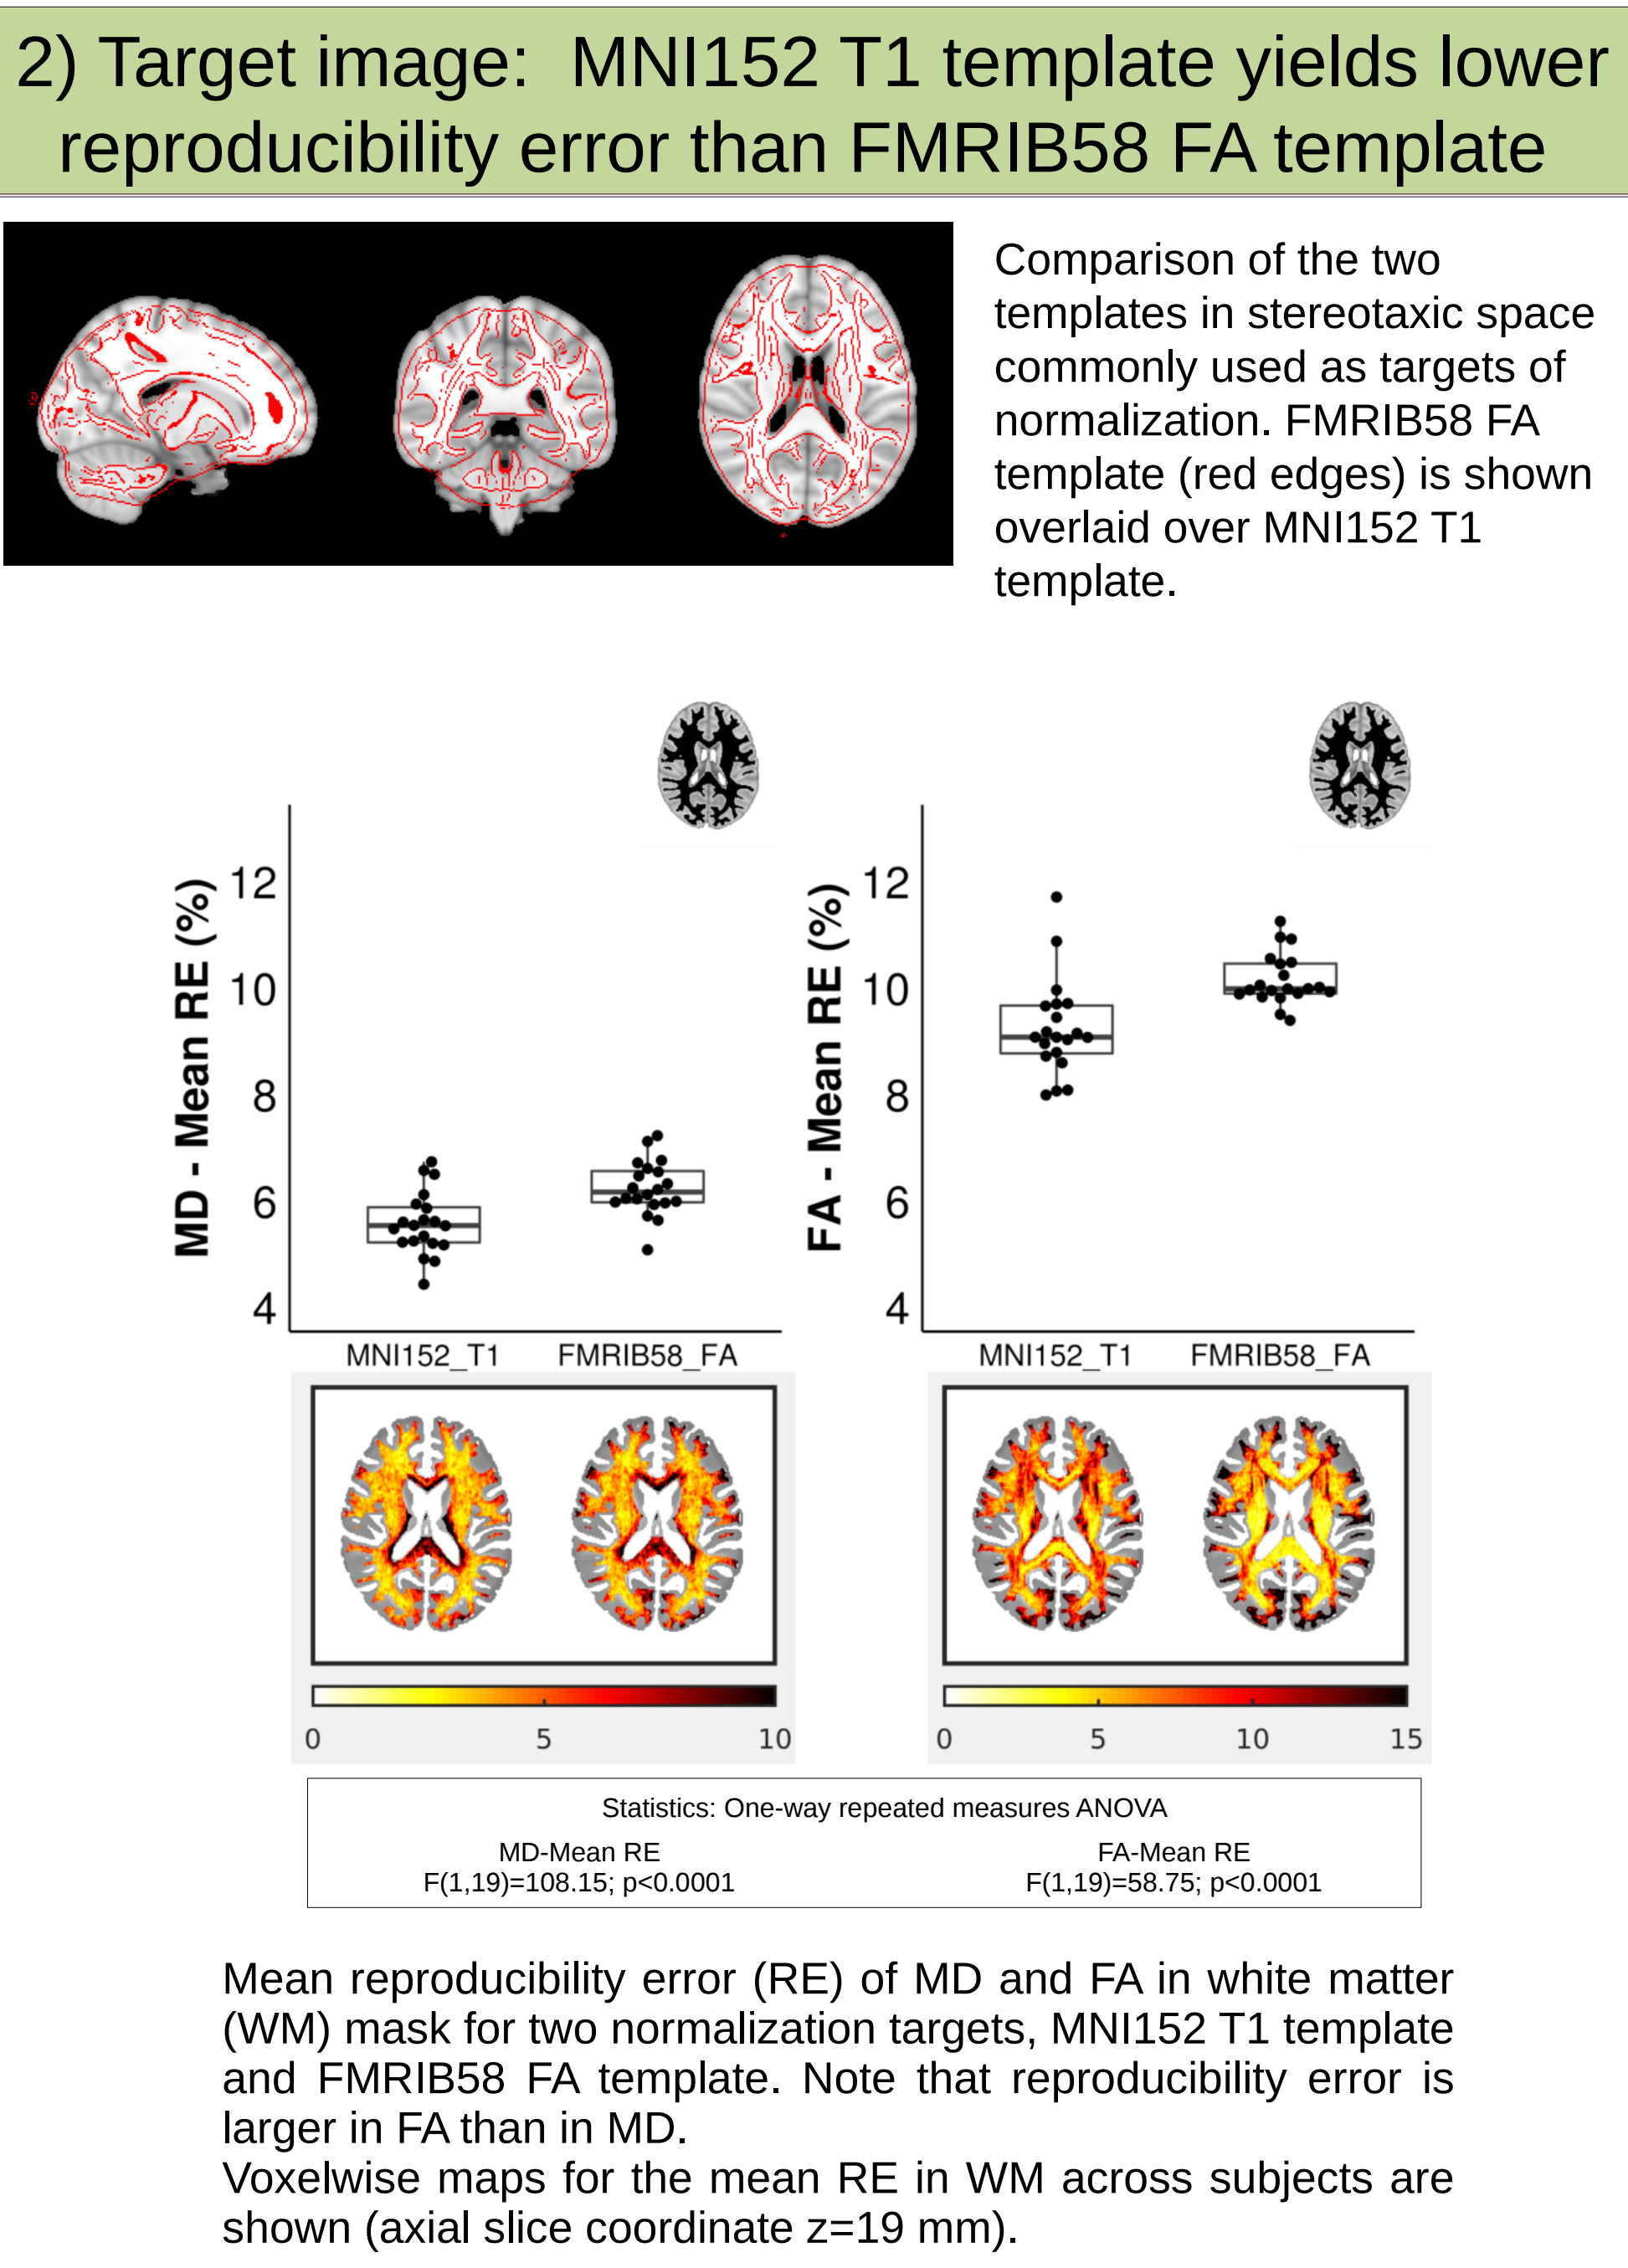 2) Target image:  MNI152 T1 template yields lower
reproducibility error than FMRIB58 FA template
Comparison of the two
templates in stereotaxic space
commonly used as targets of
normalization. FMRIB58 FA
template (red edges) is shown
overlaid over MNI152 T1
template.
MD - Mean RE (%)
12
10
8
6
4
MNI152_T1
FMRIB58_FA
FA - Mean RE (%)
12
10
8
6
4
MNI152_T1
FMRIB58_FA
0
5
10
0
5
10
15
Statistics: One-way repeated measures ANOVA
MD-Mean RE
F(1,19)=108.15; p<0.0001
FA-Mean RE
F(1,19)=58.75; p<0.0001
Mean reproducibility error (RE) of MD and FA in white matter
(WM) mask for two normalization targets, MNI152 T1 template
and FMRIB58 FA template. Note that reproducibility error is
larger in FA than in MD.
Voxelwise maps for the mean RE in WM across subjects are
shown (axial slice coordinate z=19 mm).